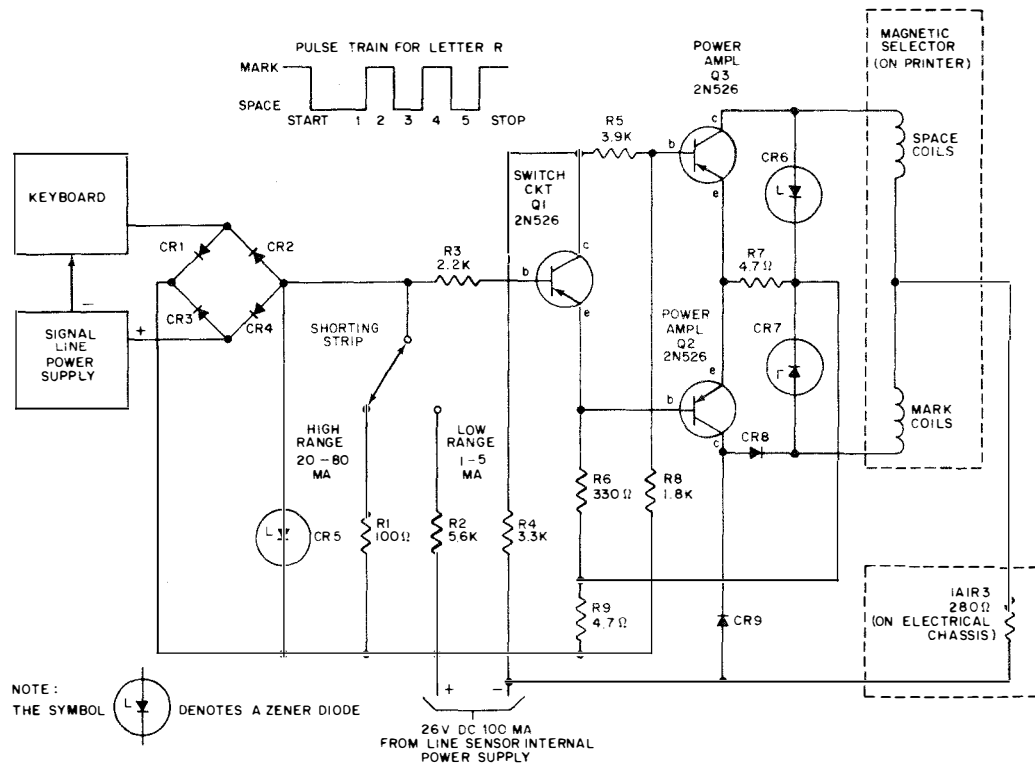 PULSE TRAIN FOR LETTER R
MARK
SPACE
START 1 2 3 4 5 STOP
POWER
AMPL
Q3
2N526
MAGNETIC
SELECTOR
(ON PRINTER)
KEYBOARD
CR1
CR2
CR3
CR4
SIGNAL
LINE
POWER
SUPPLY
+
−
R3
2.2K
SWITCH
CKT
Q1
2N526
b
c
e
R5
3.9K
b
c
e
CR6
L
SPACE
COILS
R7
4.7Ω
POWER
AMPL
Q2
2N526
e
b
c
CR7
CR8
MARK
COILS
SHORTING
STRIP
HIGH
RANGE
20-80
MA
LOW
RANGE
1-5
MA
L
CR5
R1
100Ω
R2
5.6K
R4
3.3K
R6
330Ω
R8
1.8K
R9
4.7Ω
CR9
1A1R3
280Ω
(ON ELECTRICAL
CHASSIS)
NOTE:
THE SYMBOL L DENOTES A ZENER DIODE
+ −
26V DC 100 MA
FROM LINE SENSOR INTERNAL
POWER SUPPLY